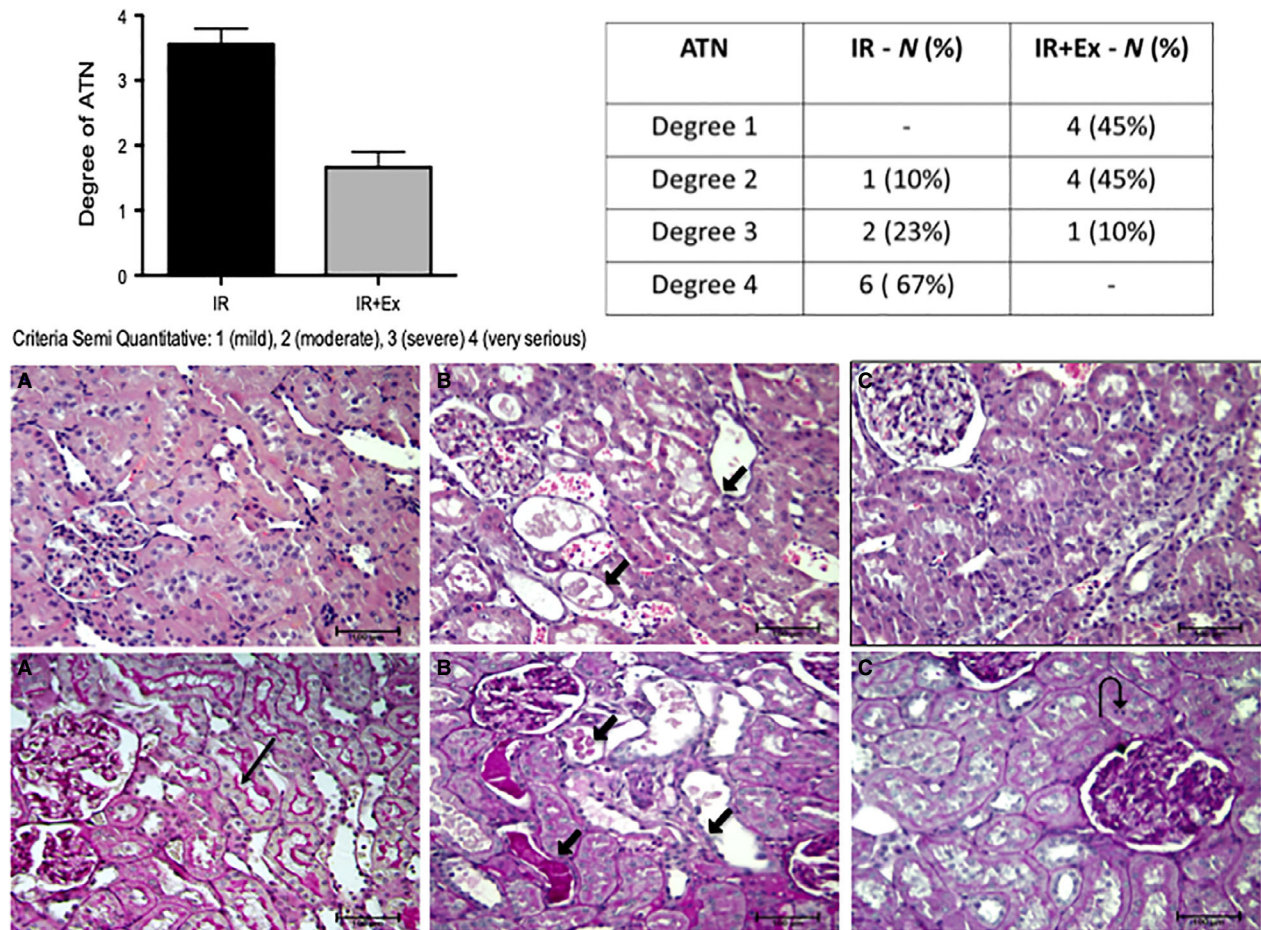 4
3
2
1
0
Degree of ATN
IR
IR+Ex
ATN
IR - N (%)
IR+Ex - N (%)
Degree 1
-
4 (45%)
Degree 2
1 (10%)
4 (45%)
Degree 3
2 (23%)
1 (10%)
Degree 4
6 ( 67%)
-
Criteria Semi Quantitative: 1 (mild), 2 (moderate), 3 (severe) 4 (very serious)
A
B
C
A
B
C